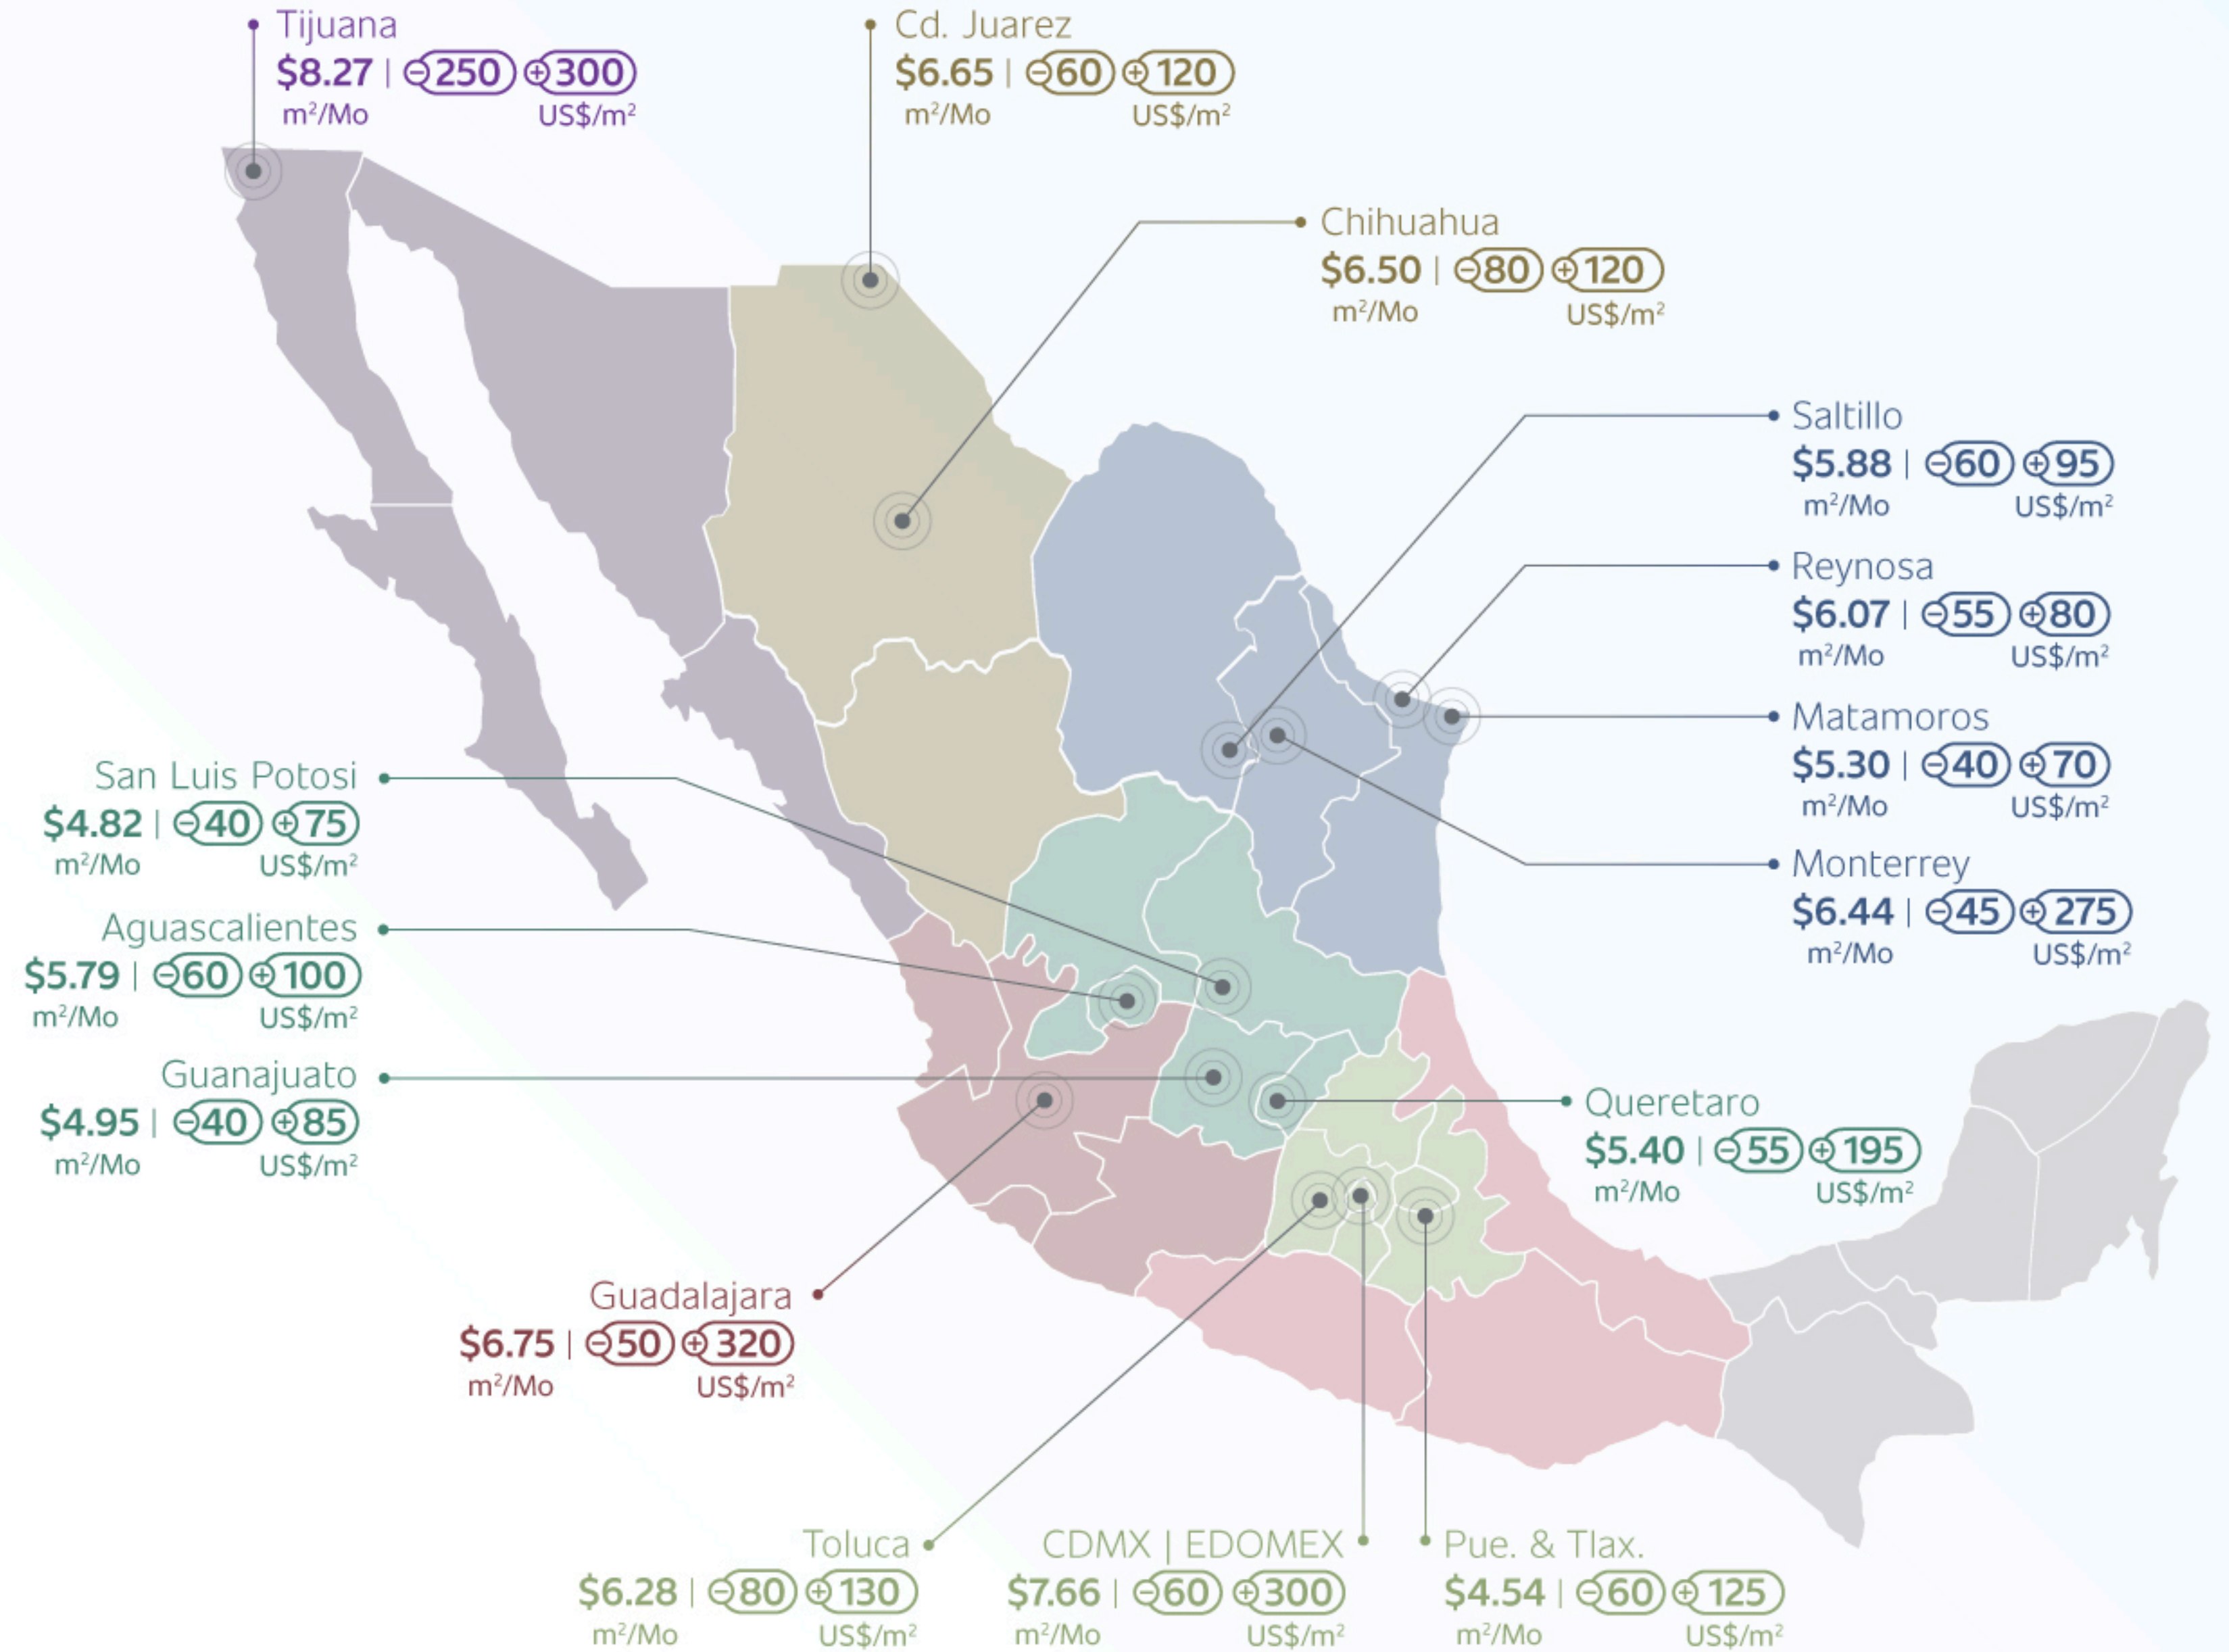 Tijuana
$8.27 | ⊖250 ⊕300
m²/Mo US$/m²
Cd. Juarez
$6.65 | ⊖60 ⊕120
m²/Mo US$/m²
Chihuahua
$6.50 | ⊖80 ⊕120
m²/Mo US$/m²
Saltillo
$5.88 | ⊖60 ⊕95
m²/Mo US$/m²
Reynosa
$6.07 | ⊖55 ⊕80
m²/Mo US$/m²
Matamoros
$5.30 | ⊖40 ⊕70
m²/Mo US$/m²
Monterrey
$6.44 | ⊖45 ⊕275
m²/Mo US$/m²
San Luis Potosi
$4.82 | ⊖40 ⊕75
m²/Mo US$/m²
Aguascalientes
$5.79 | ⊖60 ⊕100
m²/Mo US$/m²
Guanajuato
$4.95 | ⊖40 ⊕85
m²/Mo US$/m²
Queretaro
$5.40 | ⊖55 ⊕195
m²/Mo US$/m²
Guadalajara
$6.75 | ⊖50 ⊕320
m²/Mo US$/m²
Toluca
$6.28 | ⊖80 ⊕130
m²/Mo US$/m²
CDMX | EDOMEX
$7.66 | ⊖60 ⊕300
m²/Mo US$/m²
Pue. & Tlax.
$4.54 | ⊖60 ⊕125
m²/Mo US$/m²